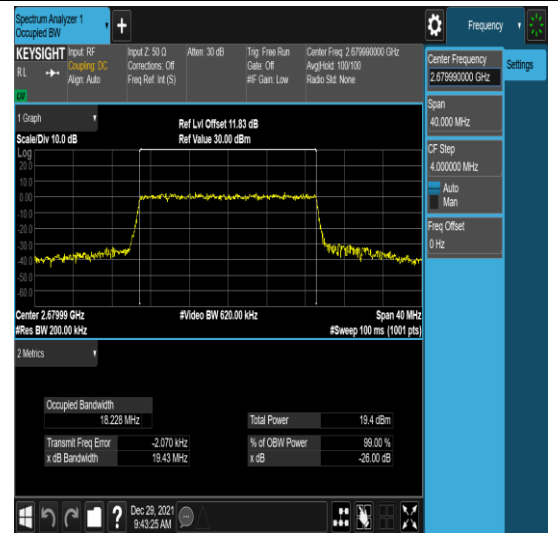 Spectrum Analyzer 1
Occupied BW
+
Frequency
KEYSIGHT
Input: RF
Input Z: 50 Ω
Atten: 30 dB
Trig: Free Run
Center Freq: 2.679990000 GHz
RL
Coupling: DC
Corrections: Off
Gate: Off
Avg|Hold: 100/100
Align: Auto
Freq Ref: Int (S)
#IF Gain: Low
Radio Std: None
Center Frequency
2.679990000 GHz
Settings
Span
40.000 MHz
CF Step
4.000000 MHz
Auto
Man
Freq Offset
0 Hz
1 Graph
Ref Lvl Offset 11.83 dB
Scale/Div 10.0 dB
Ref Value 30.00 dBm
Log
20.0
10.0
0.00
-10.0
-20.0
-30.0
-40.0
-50.0
-60.0
Center 2.67999 GHz
#Video BW 620.00 kHz
Span 40 MHz
#Res BW 200.00 kHz
#Sweep 100 ms (1001 pts)
2 Metrics
Occupied Bandwidth
18.228 MHz
Total Power
19.4 dBm
Transmit Freq Error
-2.070 kHz
% of OBW Power
99.00 %
x dB Bandwidth
19.43 MHz
x dB
-26.00 dB
?
Dec 29, 2021
9:43:25 AM